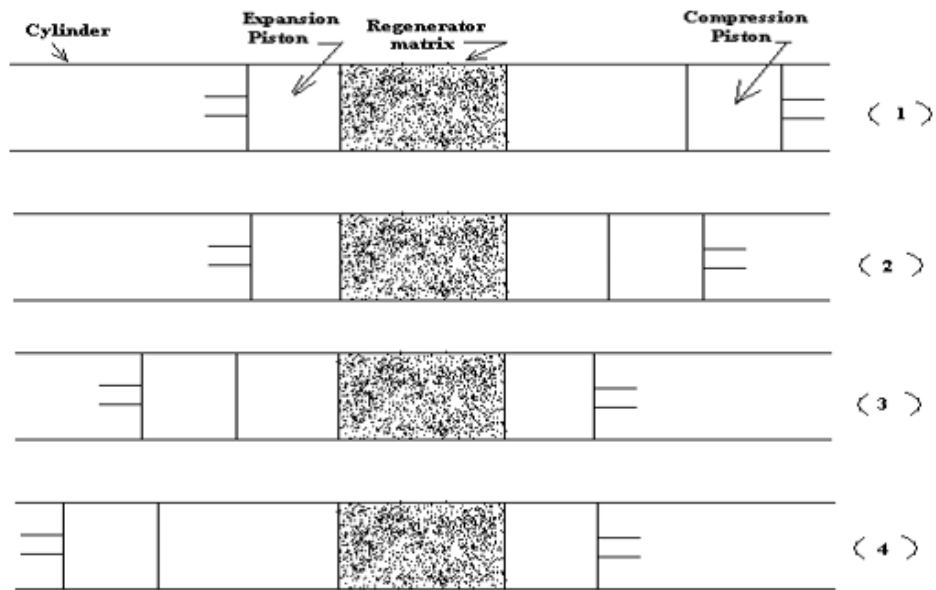 Cylinder
Expansion
Piston
Regenerator
matrix
Compression
Piston
( 1 )
( 2 )
( 3 )
( 4 )